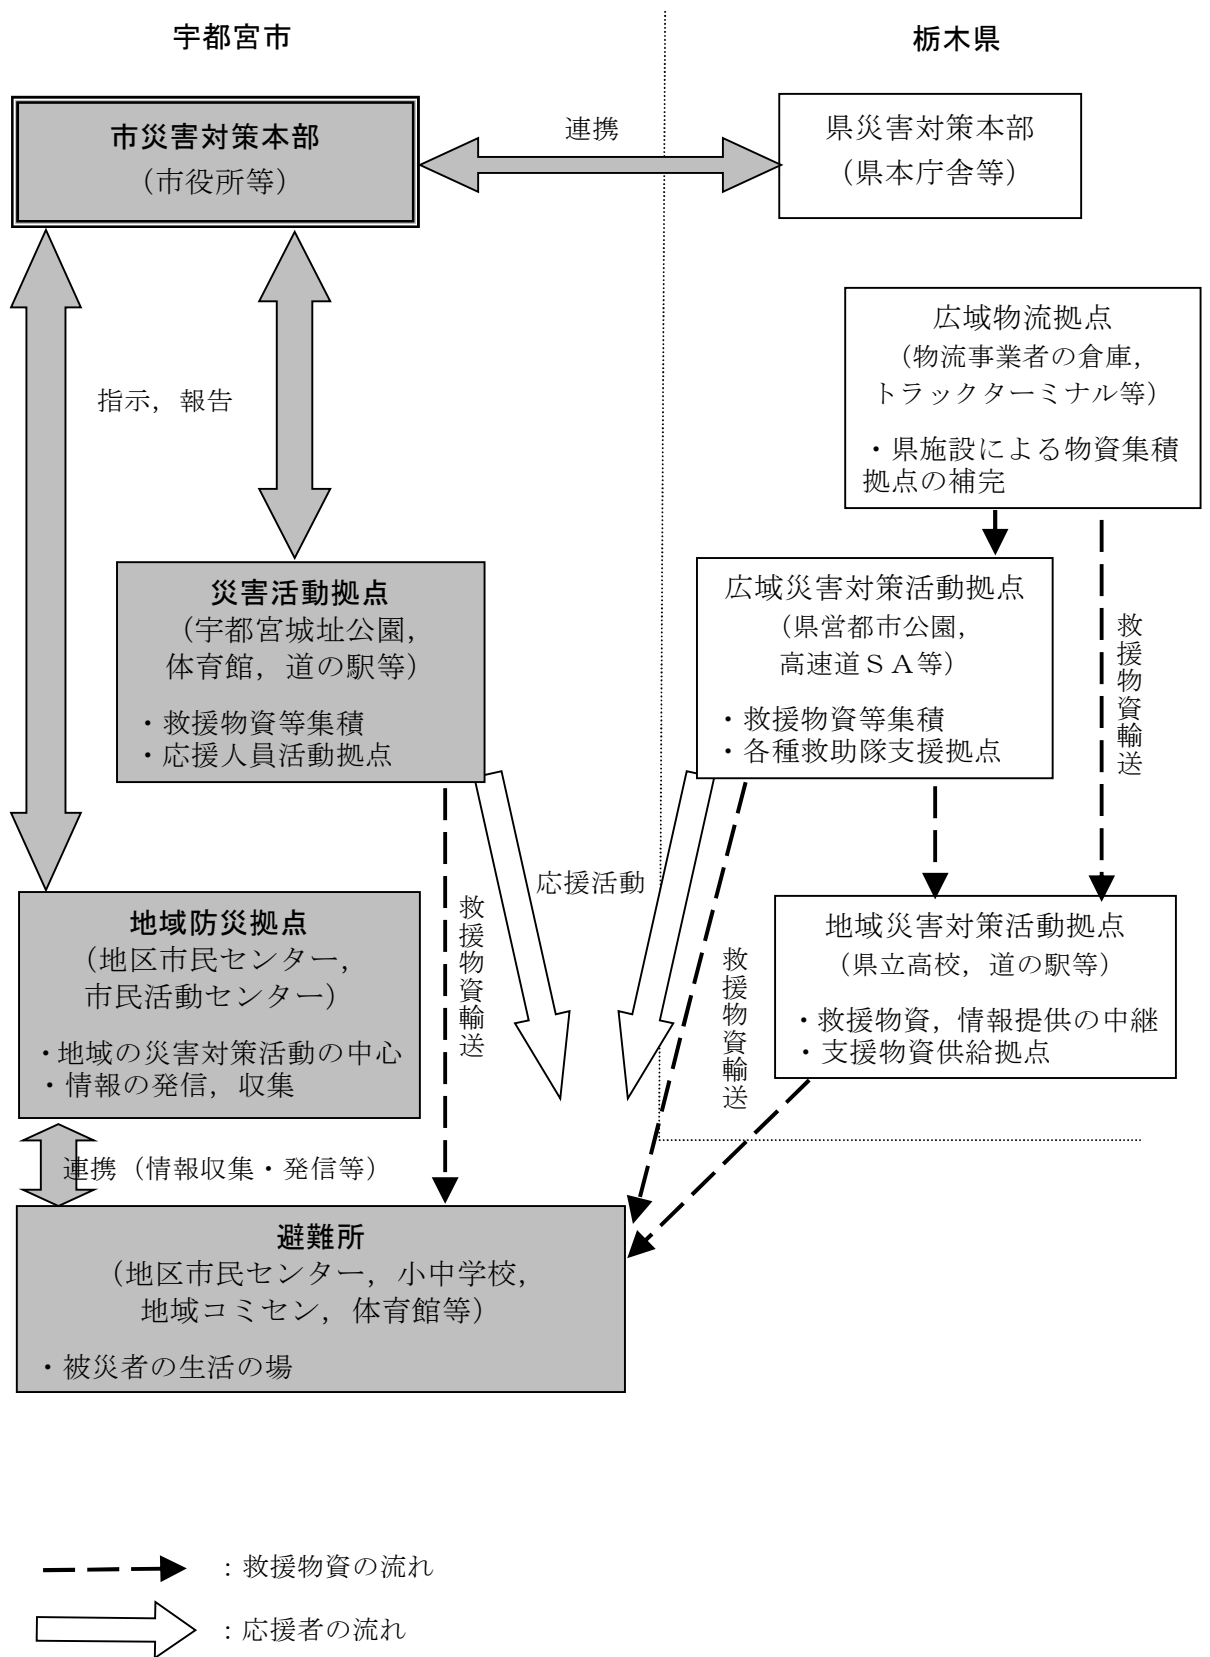 宇都宮市
栃木県
市災害対策本部
（市役所等）
連携
県災害対策本部
（県本庁舎等）
指示，報告
広域物流拠点
（物流事業者の倉庫，
トラックターミナル等）
・県施設による物資集積
拠点の補完
災害活動拠点
（宇都宮城址公園，
体育館，道の駅等）
・救援物資等集積
・応援人員活動拠点
広域災害対策活動拠点
（県営都市公園，
高速道ＳＡ等）
・救援物資等集積
・各種救助隊支援拠点
救援物資輸送
応援活動
地域防災拠点
（地区市民センター，
市民活動センター）
・地域の災害対策活動の中心
・情報の発信，収集
救援物資輸送
救援物資輸送
地域災害対策活動拠点
（県立高校，道の駅等）
・救援物資，情報提供の中継
・支援物資供給拠点
連携（情報収集・発信等）
避難所
（地区市民センター，小中学校，
地域コミセン，体育館等）
・被災者の生活の場
：救援物資の流れ
：応援者の流れ